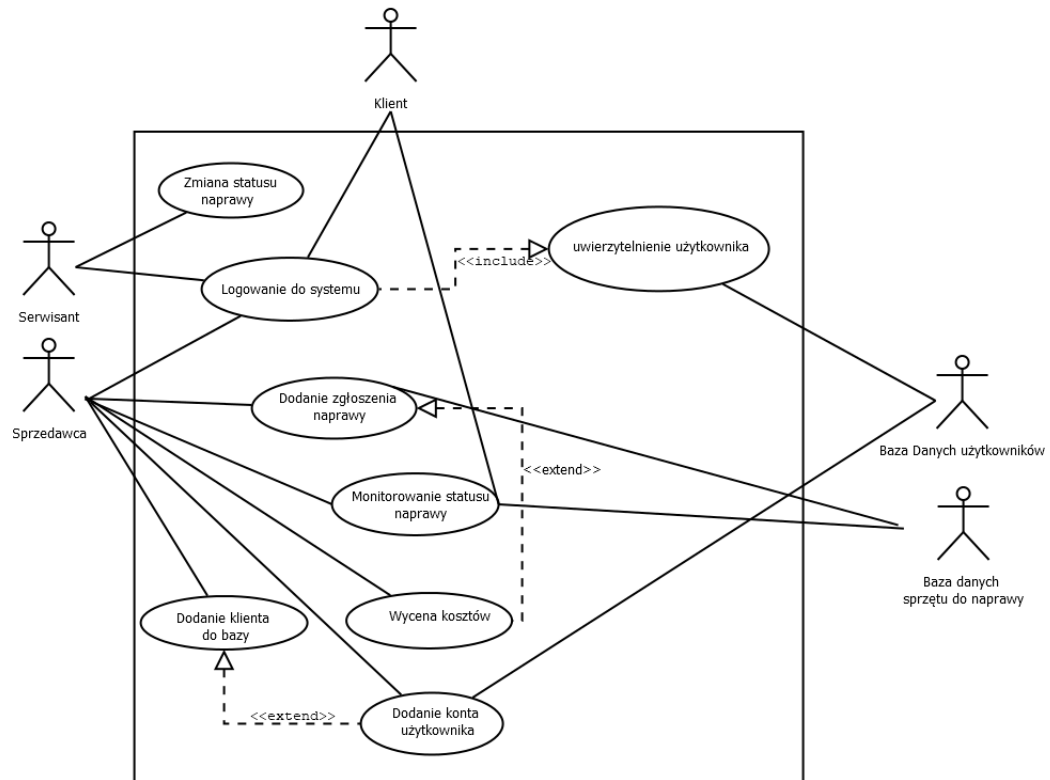 Klient
Zmiana statusu
naprawy
uwierzytelnienie użytkownika
<<include>>
Logowanie do systemu
Serwisant
Dodanie zgłoszenia
naprawy
Sprzedawca
Baza Danych użytkowników
<<extend>>
Monitorowanie statusu
naprawy
Baza danych
sprzętu do naprawy
Dodanie klienta
do bazy
Wycena kosztów
<<extend>>
Dodanie konta
użytkownika